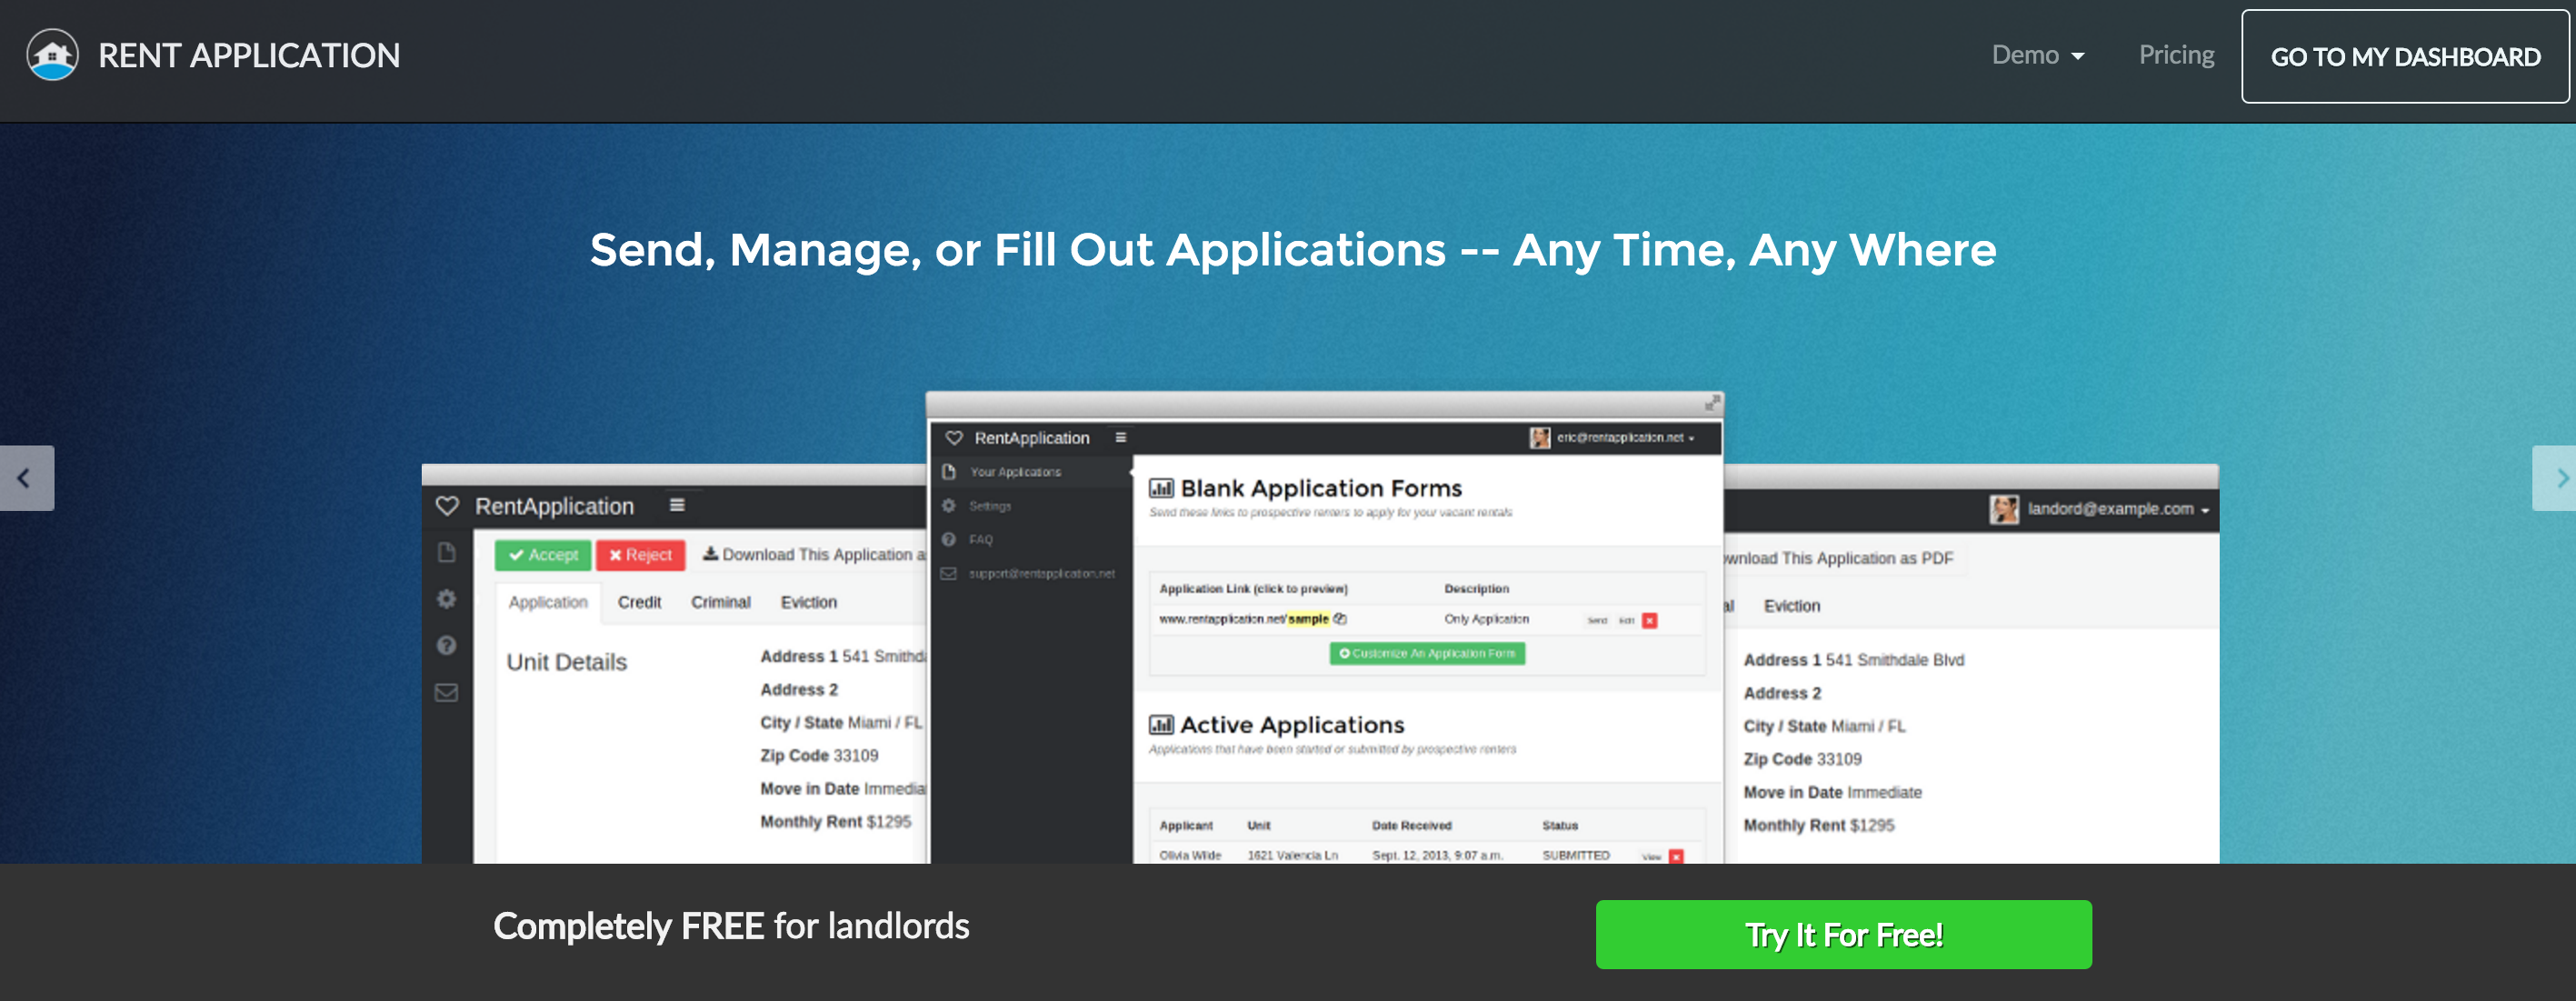 RENT APPLICATION
Demo
Pricing
GO TO MY DASHBOARD
Send, Manage, or Fill Out Applications -- Any Time, Any Where
RentApplication
Accept
Reject
Download This Application a
Application
Credit
Criminal
Eviction
Unit Details
Address 1 541 Smithda
Address 2
City / State Miami / FL
Zip Code 33109
Move in Date Immedia
Monthly Rent $1295
RentApplication
eric@rentapplication.net
Your Applications
Settings
FAQ
support@rentapplication.net
Blank Application Forms
Send these links to prospective renters to apply for your vacant rentals
Application Link (click to preview)
Description
www.rentapplication.net/sample
Only Application
Send
Edit
Customize An Application Form
Active Applications
Applications that have been started or submitted by prospective renters
Applicant
Unit
Date Received
Status
Olivia Wilde
1621 Valencia Ln
Sept. 12, 2013, 9:07 a.m.
SUBMITTED
View
landord@example.com
wnload This Application as PDF
al
Eviction
Address 1 541 Smithdale Blvd
Address 2
City / State Miami / FL
Zip Code 33109
Move in Date Immediate
Monthly Rent $1295
Completely FREE for landlords
Try It For Free!